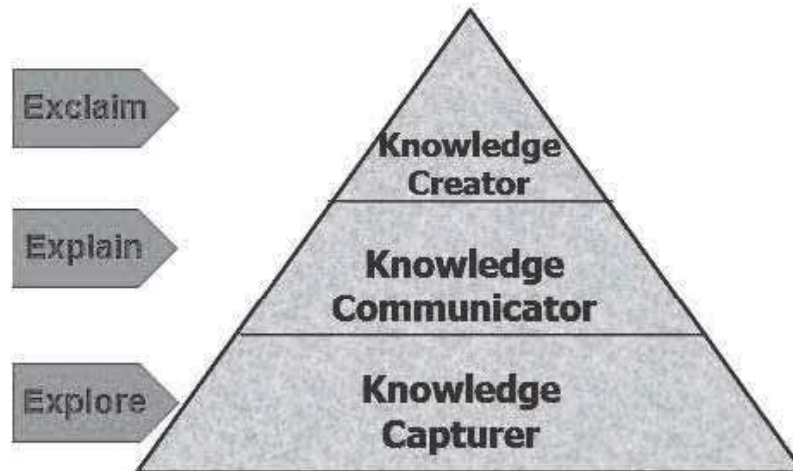 Exclaim
Knowledge
Creator
Explain
Knowledge
Communicator
Explore
Knowledge
Capturer